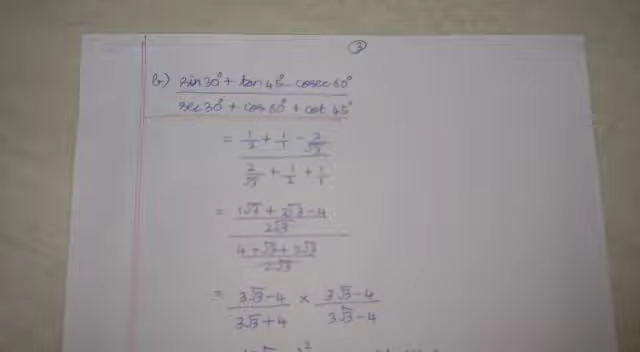 3
b) sin30° + tan45° - cosec60°
sec30° + cos60° + cot45°
= 1/2 + 1/1 - 2/√3
2/√3 + 1/2 + 1/1
= 1√3 + 2√3 - 4
2√3
4 + √3 + 2√3
2√3
= 3√3-4 / 3√3+4 × 3√3-4 / 3√3-4